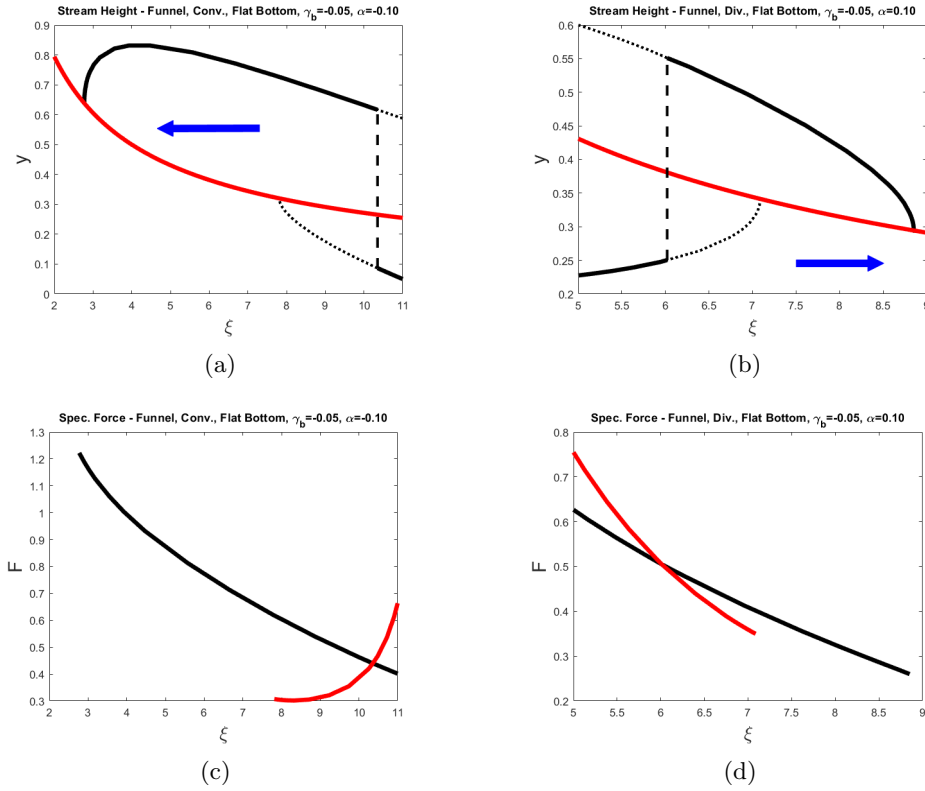 Stream Height - Funnel, Conv., Flat Bottom, γb=-0.05, α=-0.10
0.9
0.8
0.7
0.6
0.5
0.4
0.3
0.2
0.1
0
y
2 3 4 5 6 7 8 9 10 11
ξ
(a)
Stream Height - Funnel, Div., Flat Bottom, γb=-0.05, α=0.10
0.6
0.55
0.5
0.45
0.4
0.35
0.3
0.25
0.2
y
5 5.5 6 6.5 7 7.5 8 8.5 9
ξ
(b)
Spec. Force - Funnel, Conv., Flat Bottom, γb=-0.05, α=-0.10
1.3
1.2
1.1
1
0.9
0.8
0.7
0.6
0.5
0.4
0.3
F
2 3 4 5 6 7 8 9 10 11
ξ
(c)
Spec. Force - Funnel, Div., Flat Bottom, γb=-0.05, α=0.10
0.8
0.7
0.6
0.5
0.4
0.3
0.2
F
5 5.5 6 6.5 7 7.5 8 8.5 9
ξ
(d)